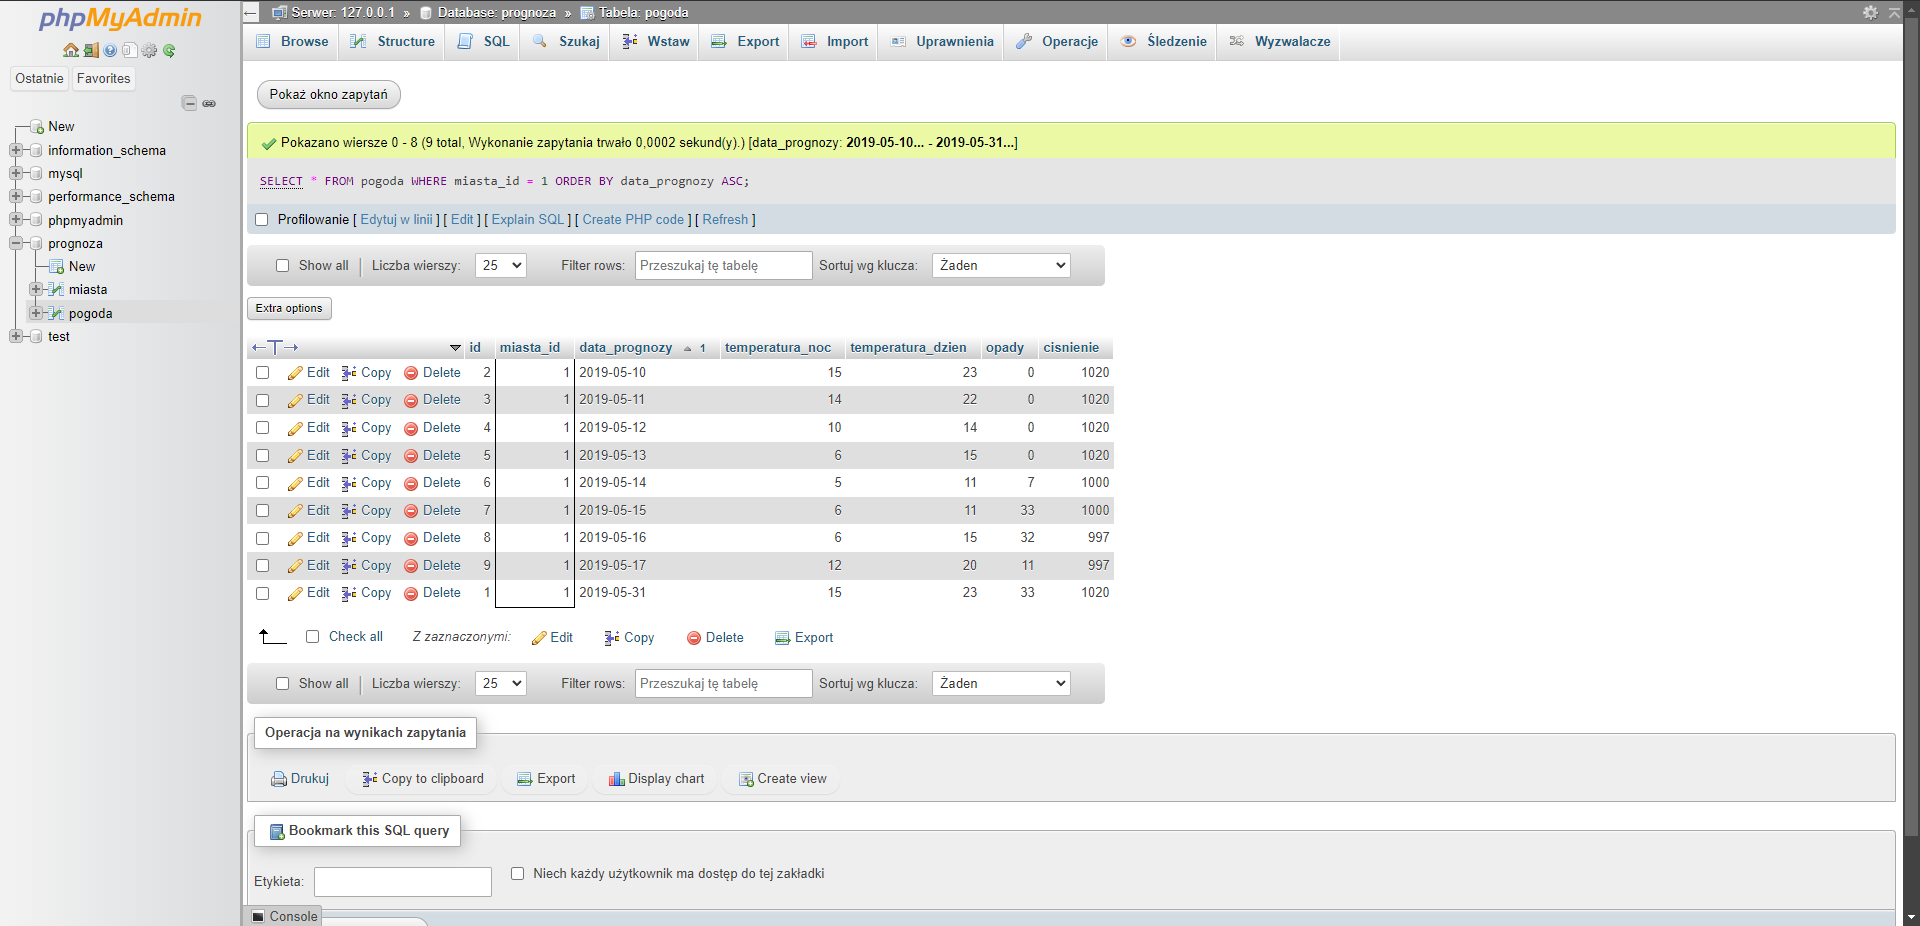 phpMyAdmin
Ostatnie Favorites
New
information_schema
mysql
performance_schema
phpmyadmin
prognoza
New
miasta
pogoda
test
Serwer: 127.0.0.1 » Database: prognoza » Tabela: pogoda
Browse Structure SQL Szukaj Wstaw Export Import Uprawnienia Operacje Śledzenie Wyzwalacze
Pokaż okno zapytań
Pokazano wiersze 0 - 8 (9 total, Wykonanie zapytania trwało 0,0002 sekund(y).) [data_prognozy: 2019-05-10... - 2019-05-31...]
SELECT * FROM pogoda WHERE miasta_id = 1 ORDER BY data_prognozy ASC;
Profilowanie [ Edytuj w linii ] [ Edit ] [ Explain SQL ] [ Create PHP code ] [ Refresh ]
Show all Liczba wierszy: 25 Filter rows: Przeszukaj tę tabelę Sortuj wg klucza: Żaden
Extra options
id miasta_id data_prognozy 1 temperatura_noc temperatura_dzien opady cisnienie
Edit Copy Delete 2 1 2019-05-10 15 23 0 1020
Edit Copy Delete 3 1 2019-05-11 14 22 0 1020
Edit Copy Delete 4 1 2019-05-12 10 14 0 1020
Edit Copy Delete 5 1 2019-05-13 6 15 0 1020
Edit Copy Delete 6 1 2019-05-14 5 11 7 1000
Edit Copy Delete 7 1 2019-05-15 6 11 33 1000
Edit Copy Delete 8 1 2019-05-16 6 15 32 997
Edit Copy Delete 9 1 2019-05-17 12 20 11 997
Edit Copy Delete 1 1 2019-05-31 15 23 33 1020
Check all Z zaznaczonymi: Edit Copy Delete Export
Show all Liczba wierszy: 25 Filter rows: Przeszukaj tę tabelę Sortuj wg klucza: Żaden
Operacja na wynikach zapytania
Drukuj Copy to clipboard Export Display chart Create view
Bookmark this SQL query
Etykieta: Niech każdy użytkownik ma dostęp do tej zakładki
Console